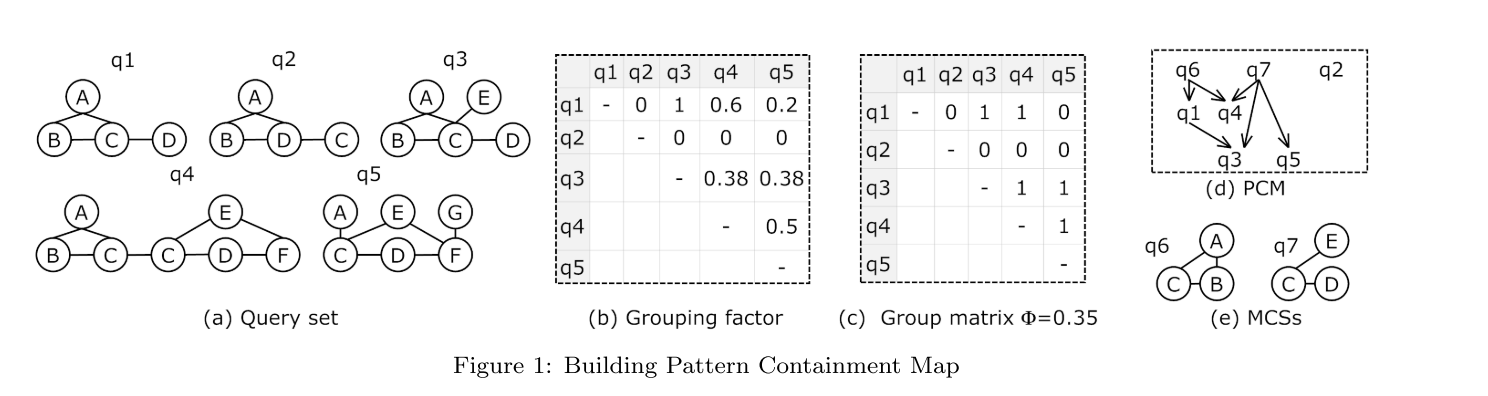 q1 q2 q3
A A A E
B C D B D C B C D
q4 q5
A E A E G
B C C D F C D F
(a) Query set
q1 q2 q3 q4 q5
q1 - 0 1 0.6 0.2
q2 - 0 0 0
q3 - 0.38 0.38
q4 - 0.5
q5 -
(b) Grouping factor
q1 q2 q3 q4 q5
q1 - 0 1 1 0
q2 - 0 0 0
q3 - 1 1
q4 - 1
q5 -
(c) Group matrix Φ=0.35
q6 q7 q2
q1 q4
q3 q5
(d) PCM
q6 A q7 E
C B C D
(e) MCSs
Figure 1: Building Pattern Containment Map